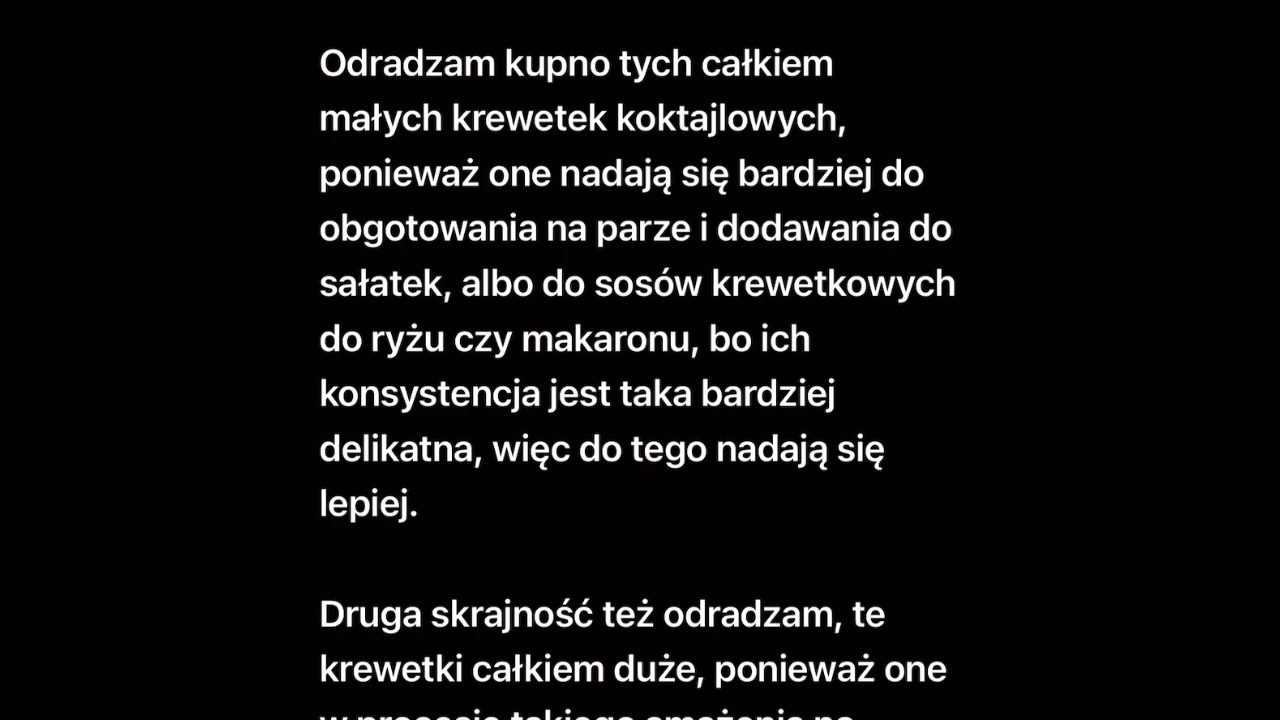 Odradzam kupno tych całkiem
małych krewetek koktajlowych,
ponieważ one nadają się bardziej do
obgotowania na parze i dodawania do
sałatek, albo do sosów krewetkowych
do ryżu czy makaronu, bo ich
konsystencja jest taka bardziej
delikatna, więc do tego nadają się
lepiej.
Druga skrajność też odradzam, te
krewetki całkiem duże, ponieważ one